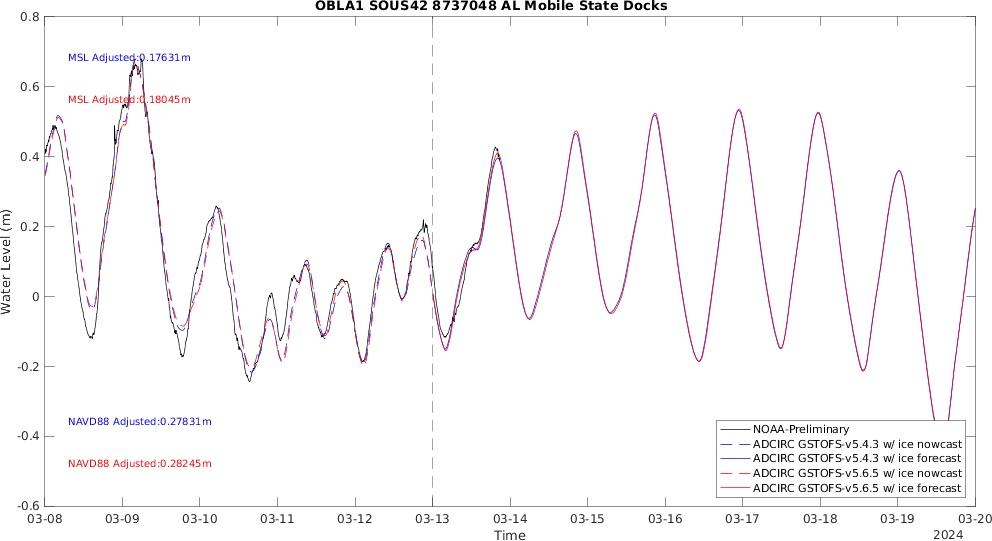 OBLA1 SOUS42 8737048 AL Mobile State Docks
0.8
0.6
0.4
0.2
0
-0.2
-0.4
-0.6
Water Level (m)
MSL Adjusted:0.17631m
MSL Adjusted:0.18045m
NAVD88 Adjusted:0.27831m
NAVD88 Adjusted:0.28245m
NOAA-Preliminary
ADCIRC GSTOFS-v5.4.3 w/ ice nowcast
ADCIRC GSTOFS-v5.4.3 w/ ice forecast
ADCIRC GSTOFS-v5.6.5 w/ ice nowcast
ADCIRC GSTOFS-v5.6.5 w/ ice forecast
03-08 03-09 03-10 03-11 03-12 03-13 03-14 03-15 03-16 03-17 03-18 03-19 03-20
Time
2024